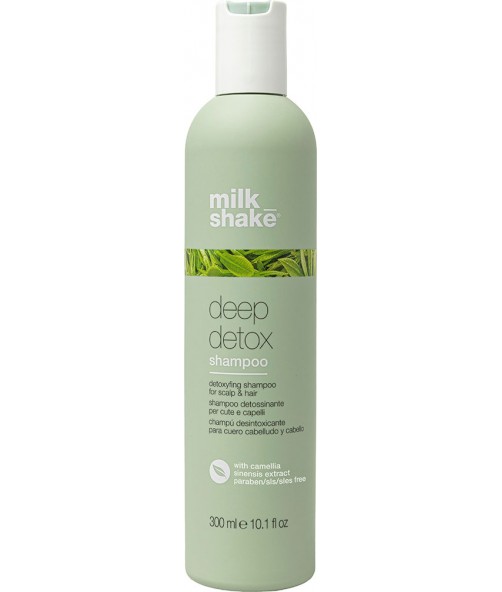 milk
shake®
deep
detox
shampoo
detoxyfing shampoo
for scalp & hair
shampoo detossinante
per cute e capelli
champú desintoxicante
para cuero cabelludo y cabello
with camellia
sinensis extract
paraben/sls/sles free
300 ml ℮ 10.1 fl oz